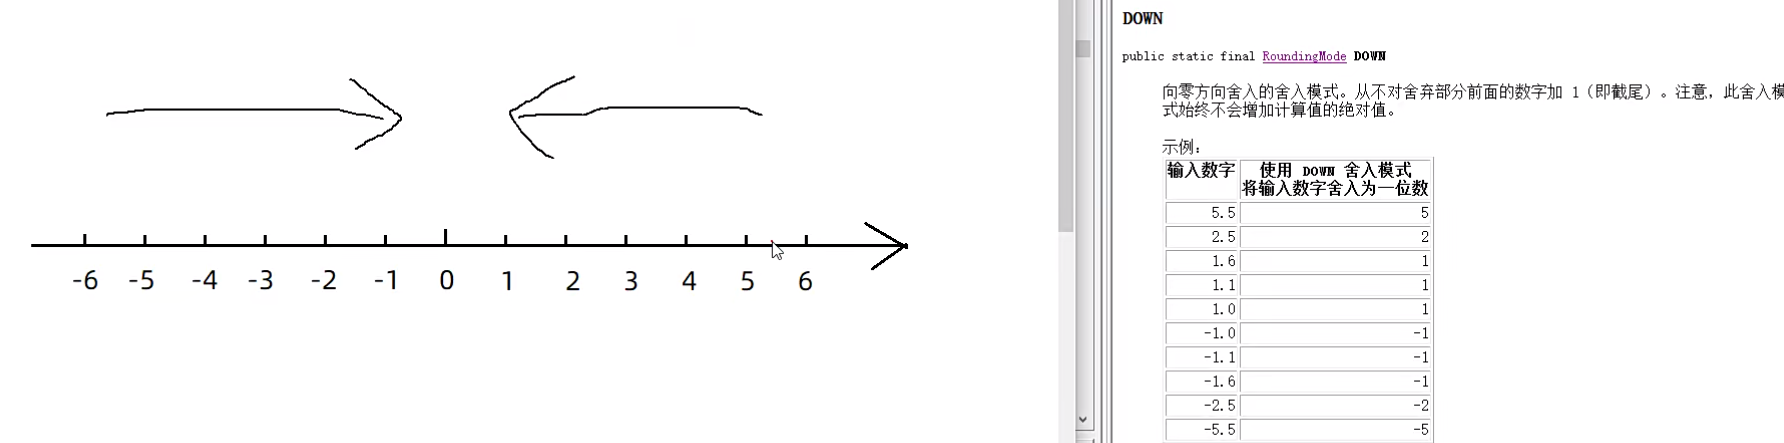 -6 -5 -4 -3 -2 -1 0 1 2 3 4 5 6
DOWN
public static final RoundingMode DOWN
向零方向舍入的舍入模式。从不对舍弃部分前面的数字加 1（即截尾）。注意，此舍入模
式始终不会增加计算值的绝对值。
示例：
输入数字 使用 DOWN 舍入模式
将输入数字舍入为一位数
5.5 5
2.5 2
1.6 1
1.1 1
1.0 1
-1.0 -1
-1.1 -1
-1.6 -1
-2.5 -2
-5.5 -5